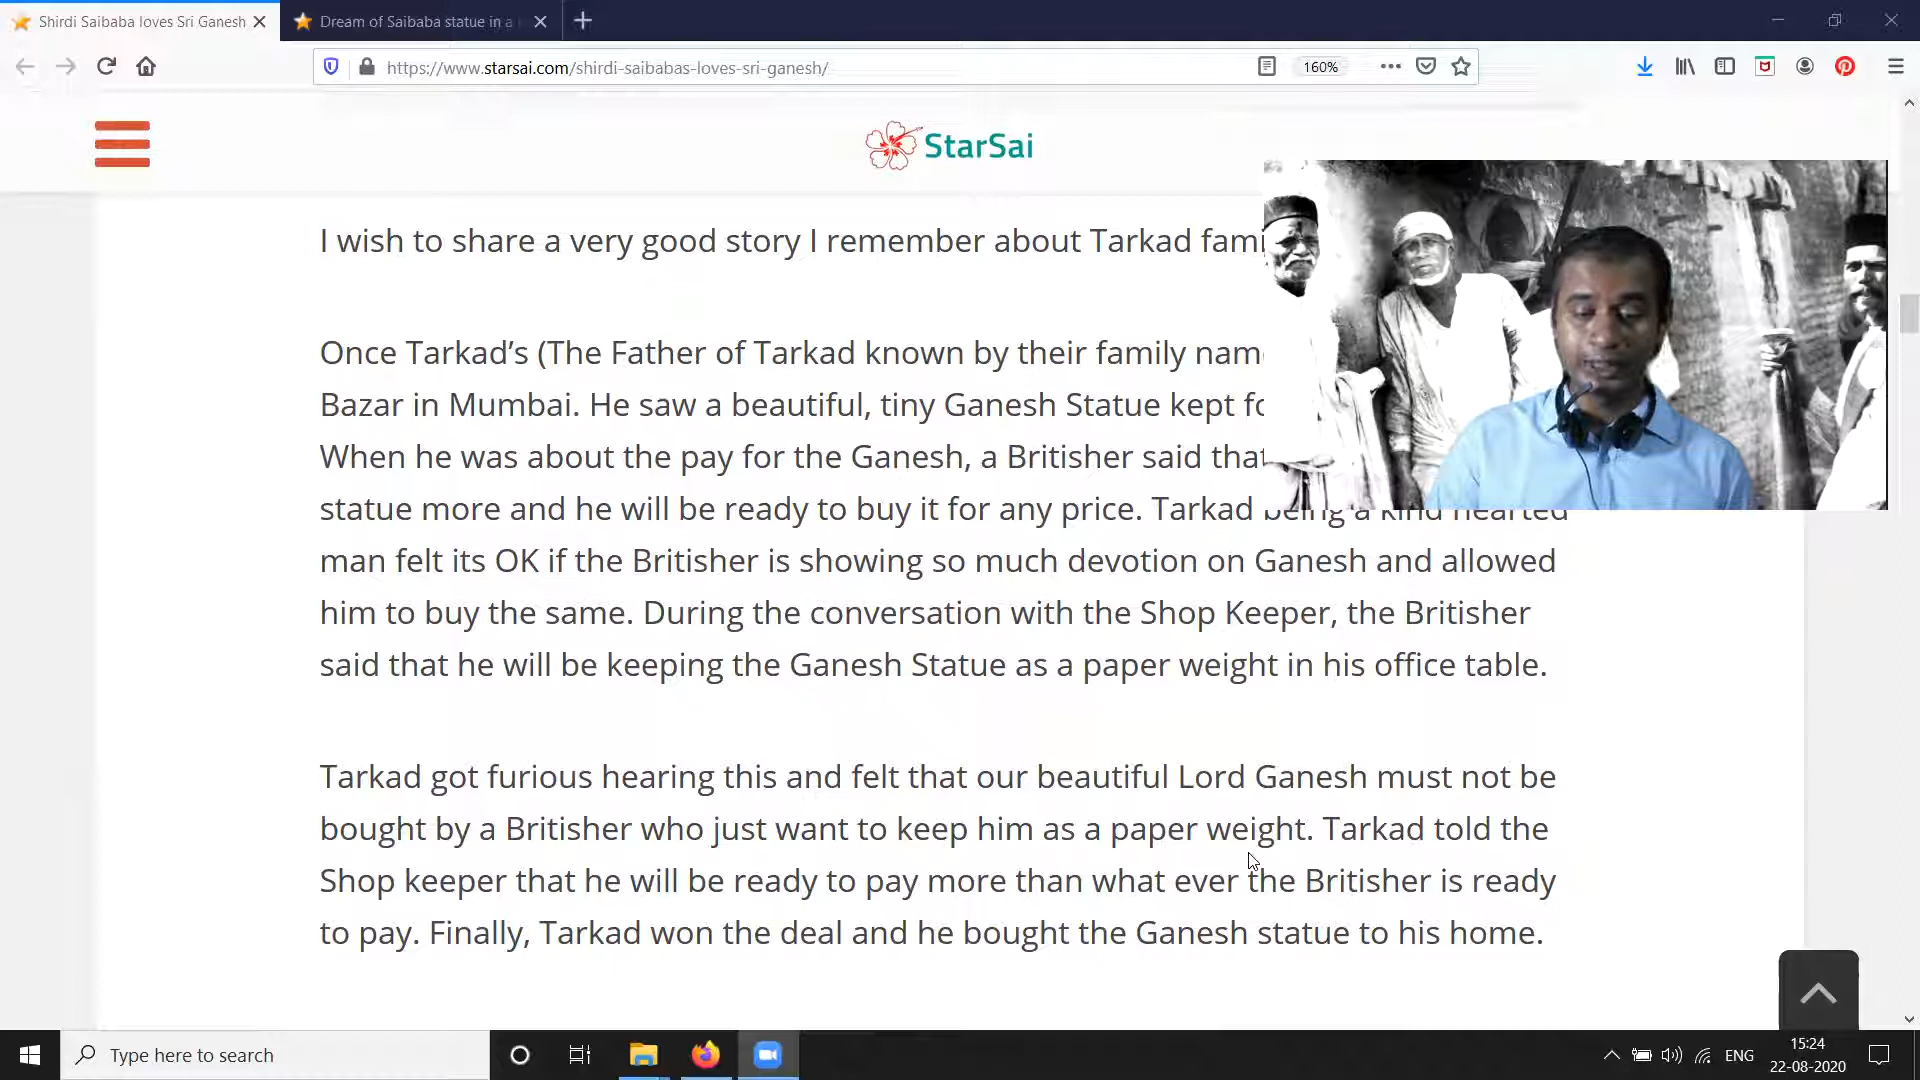 Shirdi Saibaba loves Sri Ganesh
Dream of Saibaba statue in a
https://www.starsai.com/shirdi-saibabas-loves-sri-ganesh/
160%
StarSai
I wish to share a very good story I remember about Tarkad
Once Tarkad’s (The Father of Tarkad known by their family
Bazar in Mumbai. He saw a beautiful, tiny Ganesh Statue kept
When he was about the pay for the Ganesh, a Britisher said
statue more and he will be ready to buy it for any price. Tarkad being a kind hearted
man felt its OK if the Britisher is showing so much devotion on Ganesh and allowed
him to buy the same. During the conversation with the Shop Keeper, the Britisher
said that he will be keeping the Ganesh Statue as a paper weight in his office table.
Tarkad got furious hearing this and felt that our beautiful Lord Ganesh must not be
bought by a Britisher who just want to keep him as a paper weight. Tarkad told the
Shop keeper that he will be ready to pay more than what ever the Britisher is ready
to pay. Finally, Tarkad won the deal and he bought the Ganesh statue to his home.
Type here to search
ENG
15:24
22-08-2020